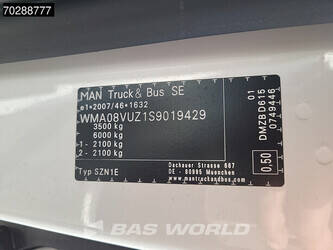 70288777
MAN Truck & Bus SE
e1*2007/46*1632
WMA08VUZ1S9019429
3500 kg
6000 kg
1 - 2100 kg
2 - 2100 kg
Typ SZN1E
Dachauer Strasse 667
DE - 80995 Muenchen
www.mantruckandbus.com
01
DMZBD615
0749446
0,50
BAS WORLD